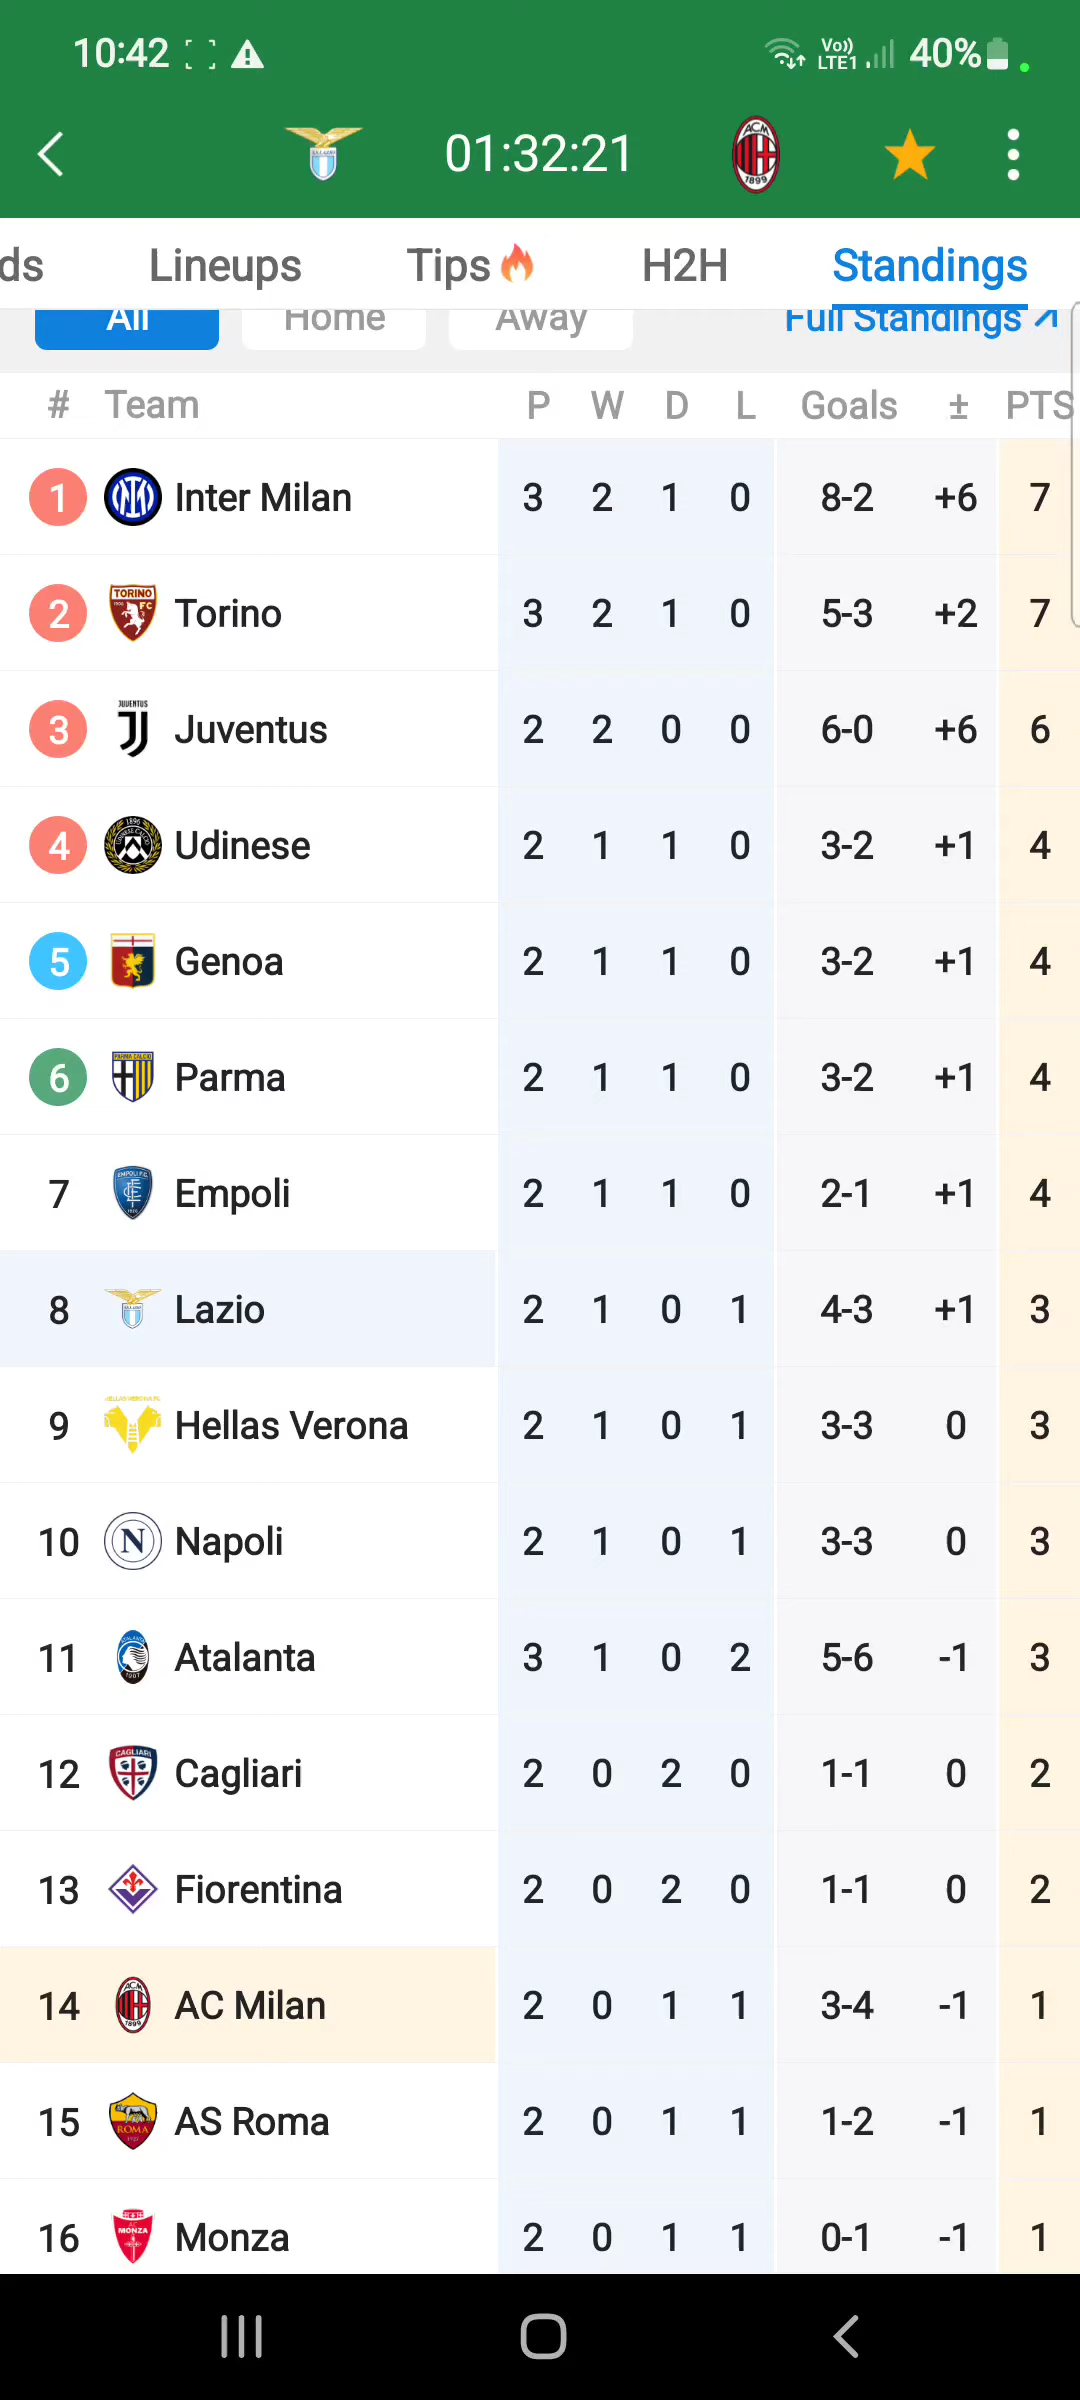 10:42 Vo)) LTE1 40%
01:32:21
ds Lineups Tips H2H Standings
All Home Away Full Standings
# Team P W D L Goals ± PTS
1 Inter Milan 3 2 1 0 8-2 +6 7
2 Torino 3 2 1 0 5-3 +2 7
3 Juventus 2 2 0 0 6-0 +6 6
4 Udinese 2 1 1 0 3-2 +1 4
5 Genoa 2 1 1 0 3-2 +1 4
6 Parma 2 1 1 0 3-2 +1 4
7 Empoli 2 1 1 0 2-1 +1 4
8 Lazio 2 1 0 1 4-3 +1 3
9 Hellas Verona 2 1 0 1 3-3 0 3
10 N Napoli 2 1 0 1 3-3 0 3
11 Atalanta 3 1 0 2 5-6 -1 3
12 Cagliari 2 0 2 0 1-1 0 2
13 Fiorentina 2 0 2 0 1-1 0 2
14 AC Milan 2 0 1 1 3-4 -1 1
15 AS Roma 2 0 1 1 1-2 -1 1
16 Monza 2 0 1 1 0-1 -1 1